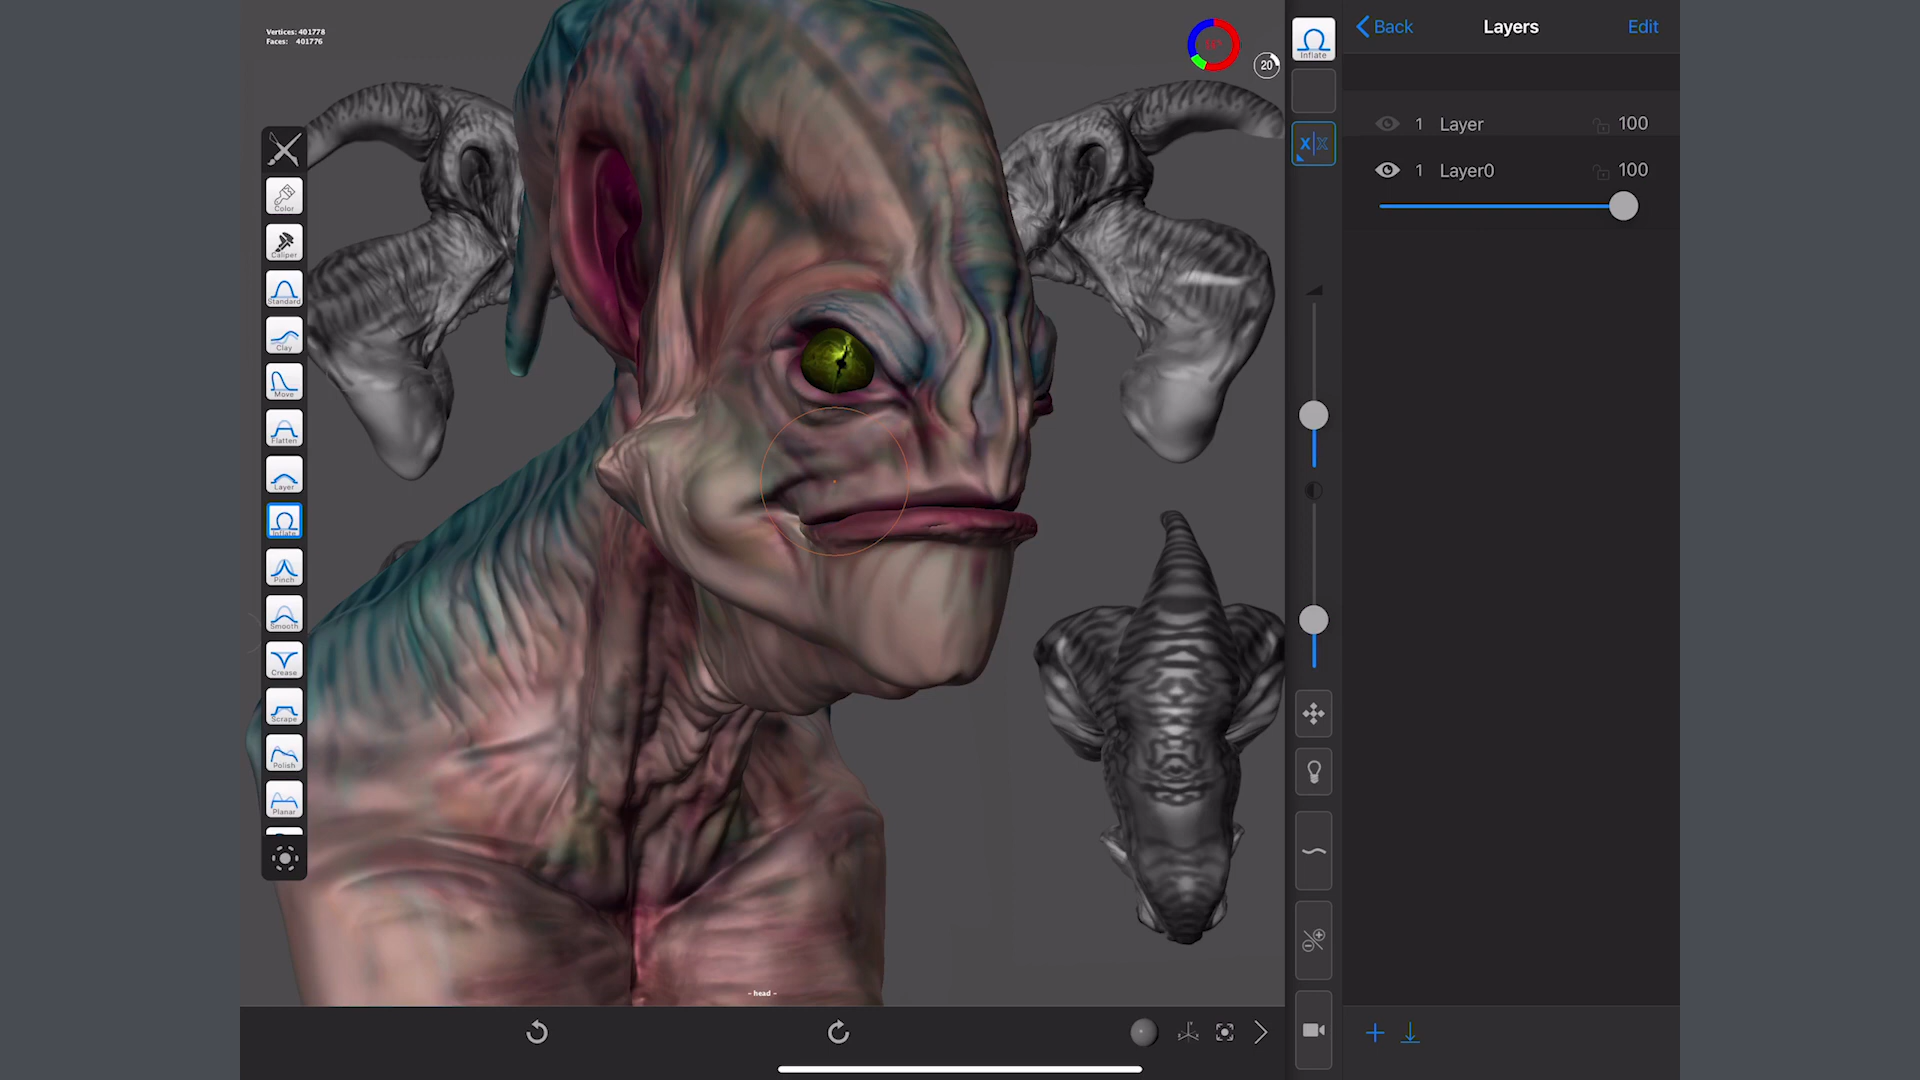 Vertices: 401778
Faces: 401776
20
Color
Caliper
Standard
Clay
Move
Flatten
Layer
Inflate
Pinch
Smooth
Crease
Scrape
Polish
Planar
- head -
Inflate
X|X
Back
Layers
Edit
1 Layer 100
1 Layer0 100